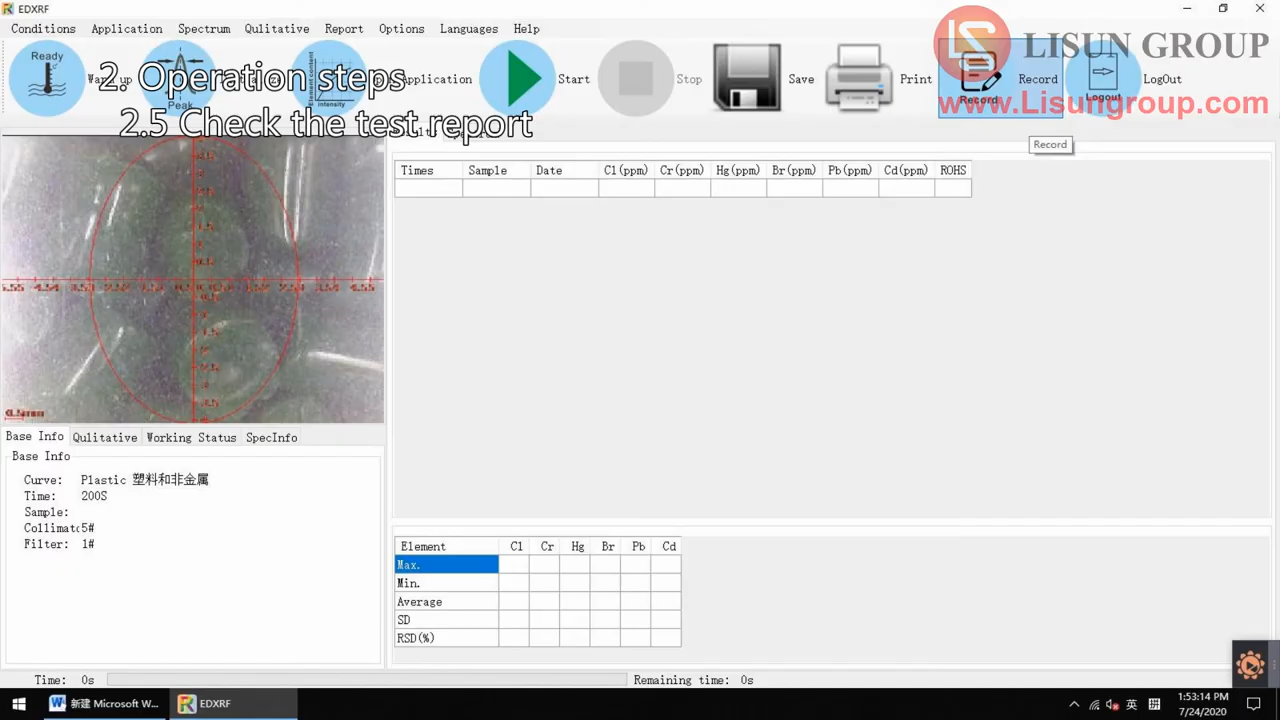 EDXRF
Conditions Application Spectrum Qulitative Report Options Languages Help
LISUN GROUP
www.Lisungroup.com
2. Operation steps
2.5 Check the test report
Ready
Peak
intensity
Application
Start
Stop
Save
Print
Record
Record
Logout
LogOut
Record
Times Sample Date Cl(ppm) Cr(ppm) Hg(ppm) Br(ppm) Pb(ppm) Cd(ppm) ROHS
Base Info Qulitative Working Status SpecInfo
Base Info
Curve: Plastic 塑料和非金属
Time: 200S
Sample:
Collimatc5#
Filter: 1#
Element Cl Cr Hg Br Pb Cd
Max.
Min.
Average
SD
RSD(%)
Time: 0s Remaining time: 0s
新建 Microsoft W... EDXRF
英
1:53:14 PM
7/24/2020